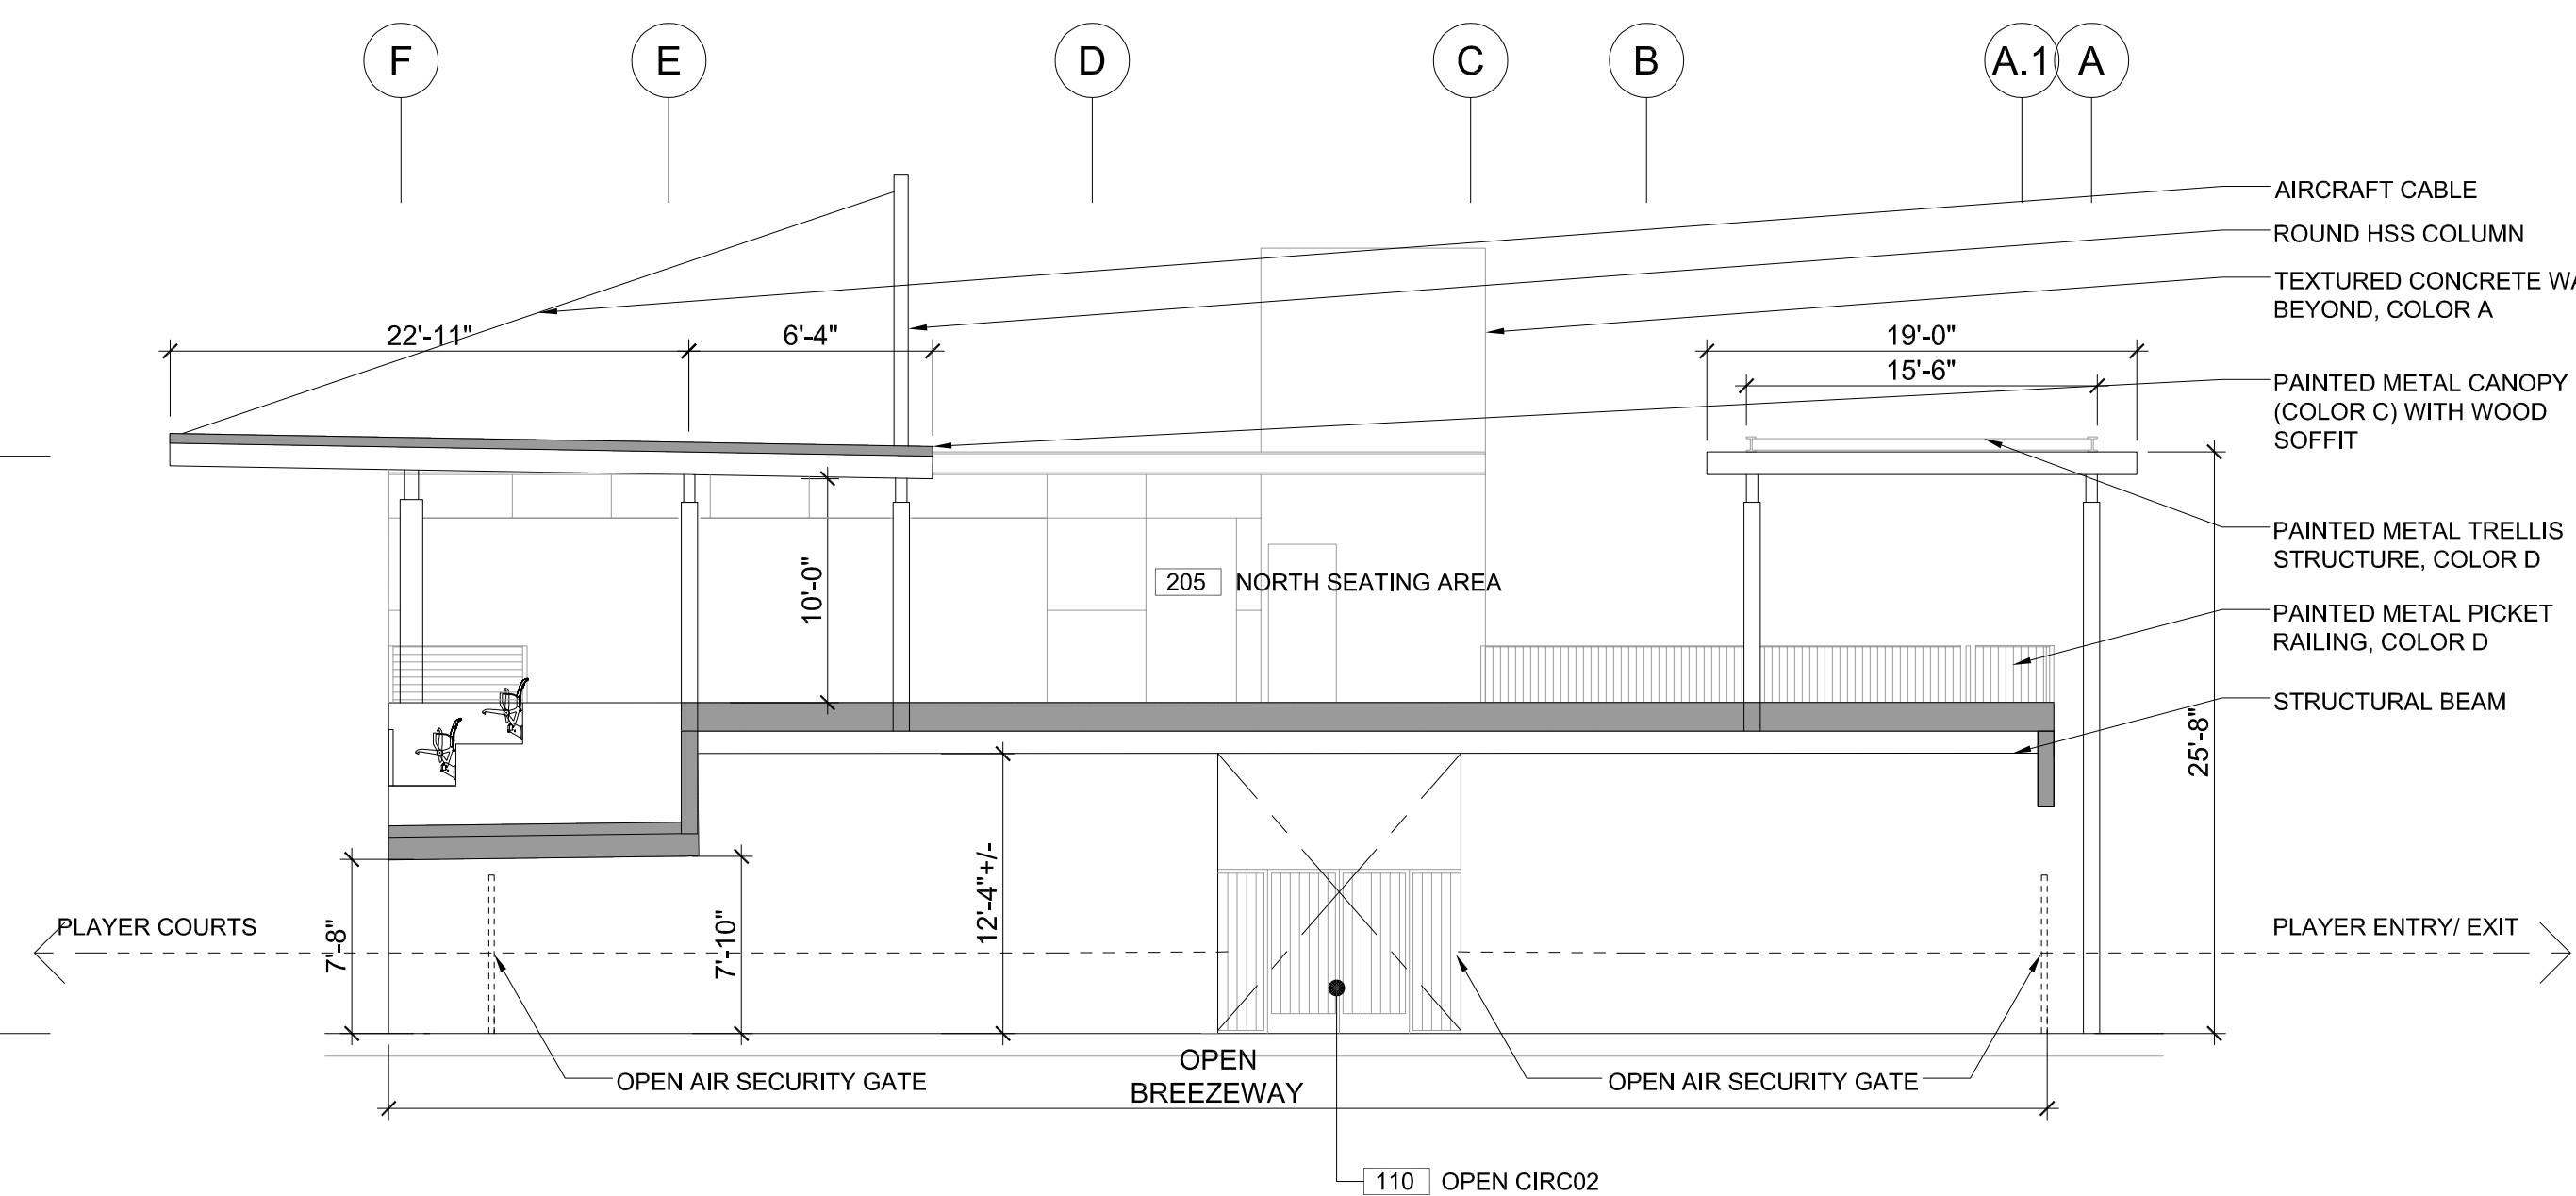 F
E
D
C
B
A.1
A
AIRCRAFT CABLE
ROUND HSS COLUMN
TEXTURED CONCRETE WA
BEYOND, COLOR A
22'-11"
6'-4"
19'-0"
15'-6"
PAINTED METAL CANOPY
(COLOR C) WITH WOOD
SOFFIT
PAINTED METAL TRELLIS
STRUCTURE, COLOR D
10'-0"
205 NORTH SEATING AREA
PAINTED METAL PICKET
RAILING, COLOR D
STRUCTURAL BEAM
25'-8"
12'-4"+/-
PLAYER COURTS
7'-8"
7'-10"
PLAYER ENTRY/ EXIT
OPEN AIR SECURITY GATE
OPEN
BREEZEWAY
OPEN AIR SECURITY GATE
110 OPEN CIRC02